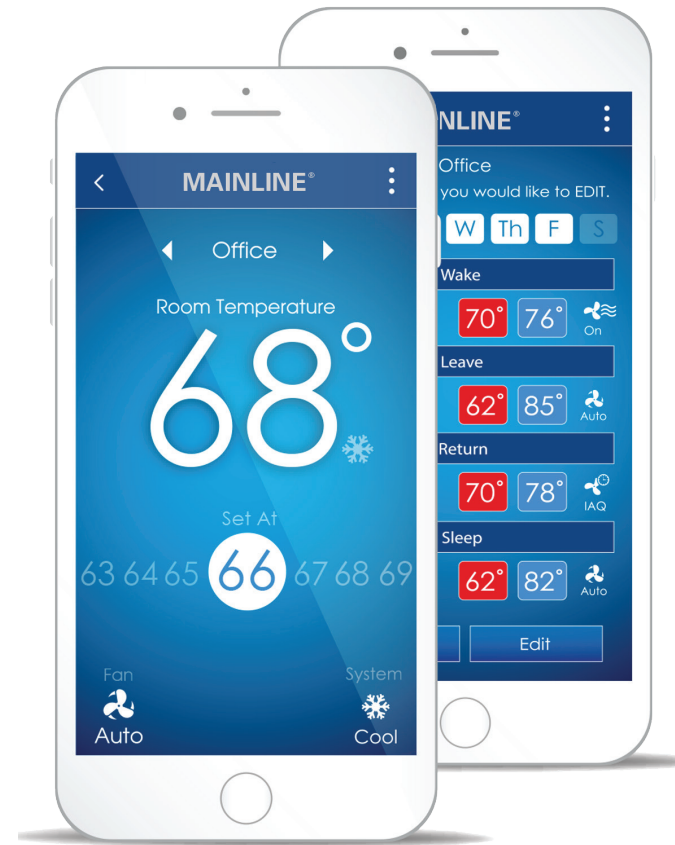 MAINLINE®
Office
Room Temperature
68°
Set At
63 64 65 66 67 68 69
Fan
System
Auto
Cool
NLINE®
Office
you would like to EDIT.
W Th F S
Wake
70° 76° On
Leave
62° 85° Auto
Return
70° 78° IAQ
Sleep
62° 82° Auto
Edit